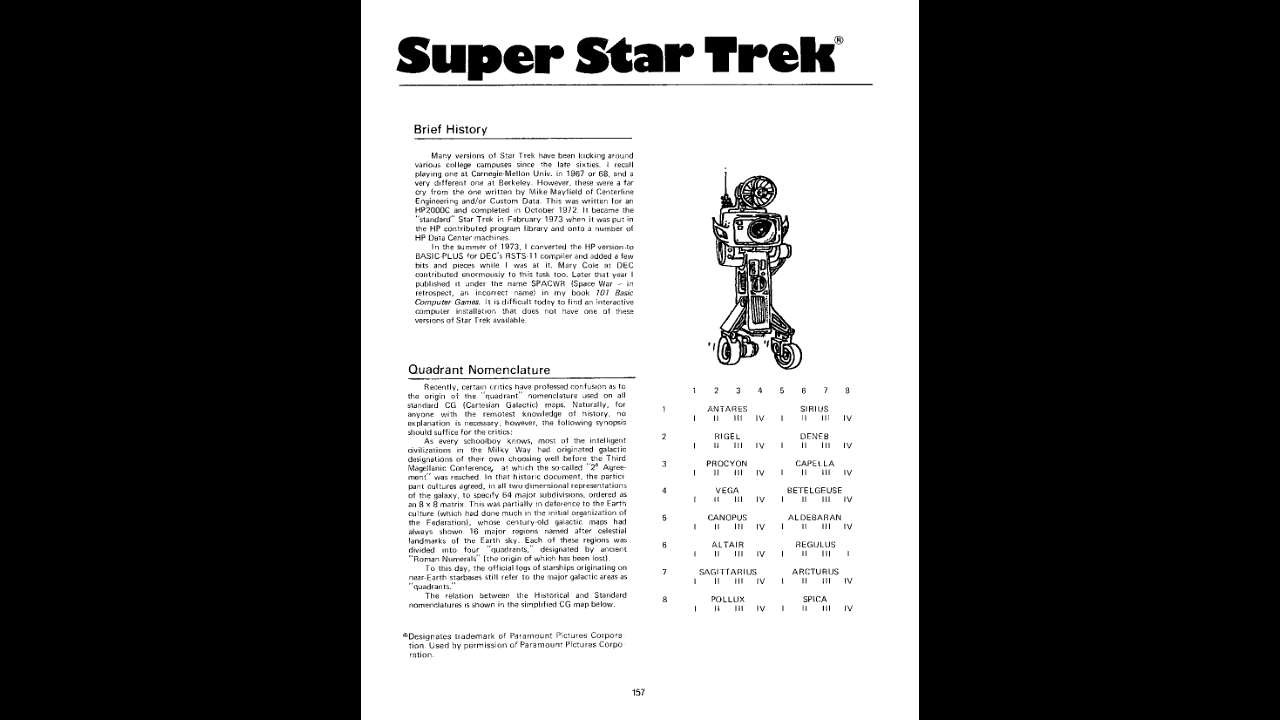 Super Star Trek®
Brief History
Many versions of Star Trek have been kicking around
various college campuses since the late sixties. I recall
playing one at Carnegie-Mellon Univ. in 1967 or 68, and a
very different one at Berkeley. However, these were a far
cry from the one written by Mike Mayfield of Centerline
Engineering and/or Custom Data. This was written for an
HP2000C and completed in October 1972. It became the
"standard" Star Trek in February 1973 when it was put in
the HP contributed program library and onto a number of
HP Data Center machines.
In the summer of 1973, I converted the HP version to
BASIC-PLUS for DEC's RSTS-11 compiler and added a few
bits and pieces while I was at it. Mary Cole at DEC
contributed enormously to this task too. Later that year I
published it under the name SPACWR (Space War – in
retrospect, an incorrect name) in my book 101 Basic
Computer Games. It is difficult today to find an interactive
computer installation that does not have one of these
versions of Star Trek available.
Quadrant Nomenclature
Recently, certain critics have professed confusion as to
the origin of the "quadrant" nomenclature used on all
standard CG (Cartesian Galactic) maps. Naturally, for
anyone with the remotest knowledge of history, no
explanation is necessary; however, the following synopsis
should suffice for the critics:
As every schoolboy knows, most of the intelligent
civilizations in the Milky Way had originated galactic
designations of their own choosing well before the Third
Magellanic Conference, at which the so-called "2⁶ Agree-
ment" was reached. In that historic document, the partici-
pant cultures agreed, in all two-dimensional representations
of the galaxy, to specify 64 major subdivisions, ordered as
an 8 x 8 matrix. This was partially in deference to the Earth
culture (which had done much in the initial organization of
the Federation), whose century-old galactic maps had
always shown 16 major regions named after celestial
landmarks of the Earth sky. Each of these regions was
divided into four "quadrants," designated by ancient
"Roman Numerals" (the origin of which has been lost).
To this day, the official logs of starships originating on
near-Earth starbases still refer to the major galactic areas as
"quadrants."
The relation between the Historical and Standard
nomenclatures is shown in the simplified CG map below.
®Designates trademark of Paramount Pictures Corpora-
tion. Used by permission of Paramount Pictures Corpo-
ration.
1 2 3 4 5 6 7 8
1 ANTARES SIRIUS
I II III IV I II III IV
2 RIGEL DENEB
I II III IV I II III IV
3 PROCYON CAPELLA
I II III IV I II III IV
4 VEGA BETELGEUSE
I II III IV I II III IV
5 CANOPUS ALDEBARAN
I II III IV I II III IV
6 ALTAIR REGULUS
I II III IV I II III I
7 SAGITTARIUS ARCTURUS
I II III IV I II III IV
8 POLLUX SPICA
I II III IV I II III IV
157